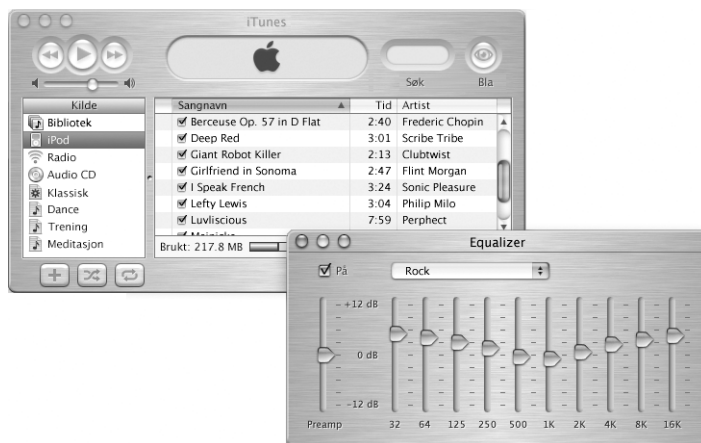 iTunes
Søk Bla
Kilde
Bibliotek
iPod
Radio
Audio CD
Klassisk
Dance
Trening
Meditasjon
Sangnavn Tid Artist
Berceuse Op. 57 in D Flat 2:40 Frederic Chopin
Deep Red 3:01 Scribe Tribe
Giant Robot Killer 2:13 Clubtwist
Girlfriend in Sonoma 2:47 Flint Morgan
I Speak French 3:24 Sonic Pleasure
Lefty Lewis 3:04 Philip Milo
Luvliscious 7:59 Perphect
Brukt: 217.8 MB
Equalizer
På Rock
+12 dB
0 dB
-12 dB
Preamp 32 64 125 250 500 1K 2K 4K 8K 16K